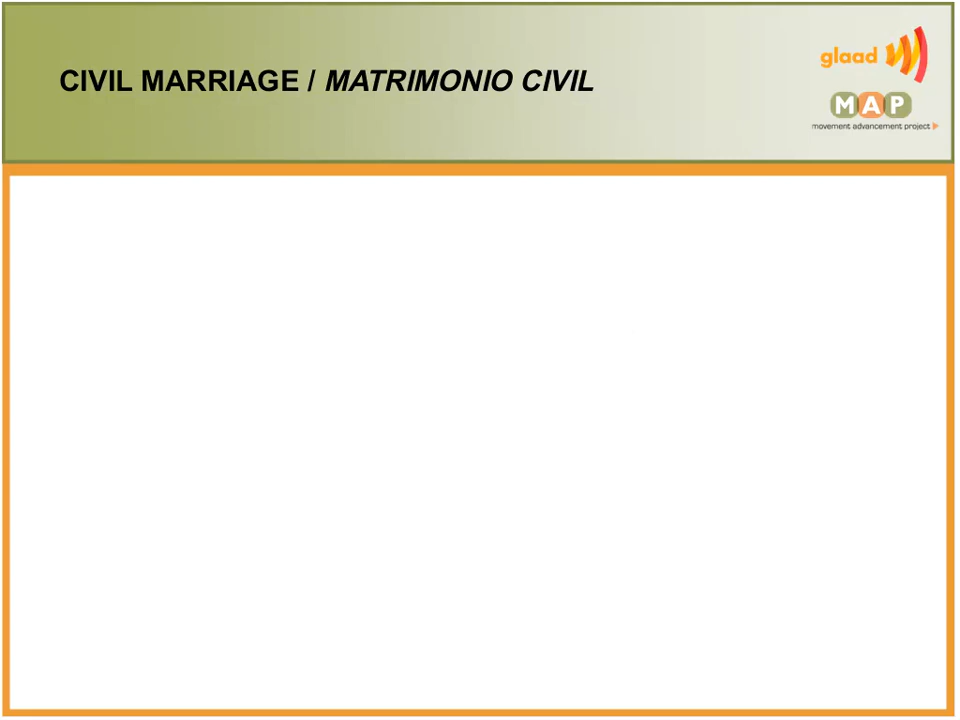 CIVIL MARRIAGE / MATRIMONIO CIVIL
glaad
MAP
movement advancement project